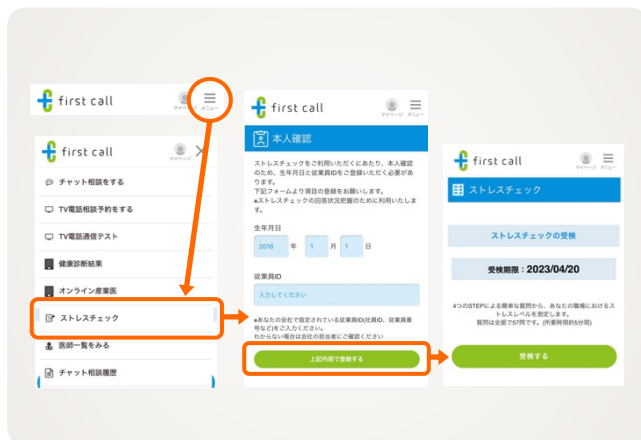 first call
マイページ
メニュー
first call
マイページ
チャット相談をする
TV電話相談予約をする
TV電話通信テスト
健康診断結果
オンライン産業医
ストレスチェック
医師一覧をみる
チャット相談履歴
first call
マイページ
メニュー
本人確認
ストレスチェックをご利用いただくにあたり、本人確認
のため、生年月日と従業員IDをご登録いただく必要があ
ります。
下記フォームより項目の登録をお願いします。
※ストレスチェックの回答状況把握のために利用いたしま
す。
生年月日
2016 年 1 月 1 日
従業員ID
入力してください
※あなたの会社で指定されている従業員ID(社員ID、従業員番
号など)をご入力ください。
わからない場合は会社の担当者にご確認ください
上記内容で登録する
first call
マイページ
メニュー
ストレスチェック
ストレスチェックの受検
受検期限：2023/04/20
4つのSTEPによる簡単な質問から、あなたの職場におけるス
トレスレベルを測定します。
質問は全部で57問です。(所要時間約5分間)
受検する